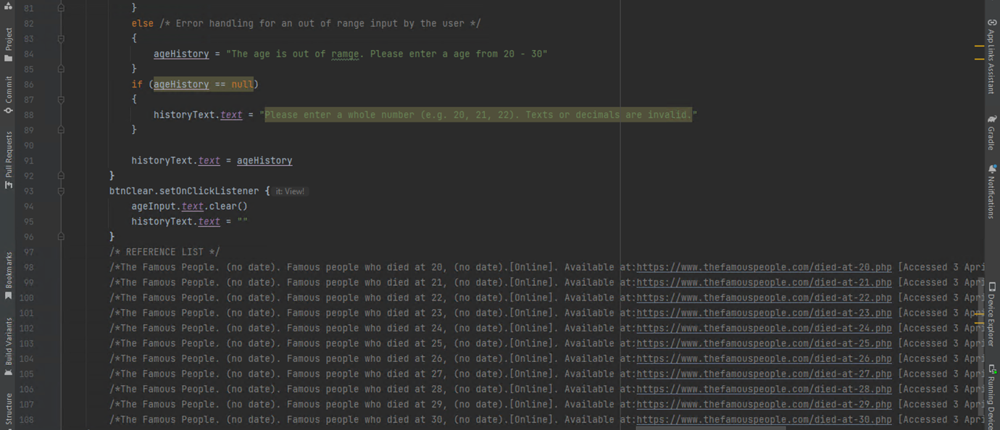 81 }
82 else /* Error handling for an out of range input by the user */
83 {
84 ageHistory = "The age is out of ramge. Please enter a age from 20 - 30"
85 }
86 if (ageHistory == null)
87 {
88 historyText.text = "Please enter a whole number (e.g. 20, 21, 22). Texts or decimals are invalid."
89 }
90
91 historyText.text = ageHistory
92 }
93 btnClear.setOnClickListener { it: View!
94 ageInput.text.clear()
95 historyText.text = ""
96 }
97 /* REFERENCE LIST */
98 /*The Famous People. (no date). Famous people who died at 20, (no date).[Online]. Available at:https://www.thefamouspeople.com/died-at-20.php [Accessed 3 Apri
99 /*The Famous People. (no date). Famous people who died at 21, (no date).[Online]. Available at:https://www.thefamouspeople.com/died-at-21.php [Accessed 3 Apri
100 /*The Famous People. (no date). Famous people who died at 22, (no date).[Online]. Available at:https://www.thefamouspeople.com/died-at-22.php [Accessed 3 Apri
101 /*The Famous People. (no date). Famous people who died at 23, (no date).[Online]. Available at:https://www.thefamouspeople.com/died-at-23.php [Accessed 3 Apri
102 /*The Famous People. (no date). Famous people who died at 24, (no date).[Online]. Available at:https://www.thefamouspeople.com/died-at-24.php [Accessed 3 Apri
103 /*The Famous People. (no date). Famous people who died at 25, (no date).[Online]. Available at:https://www.thefamouspeople.com/died-at-25.php [Accessed 3 Apri
104 /*The Famous People. (no date). Famous people who died at 26, (no date).[Online]. Available at:https://www.thefamouspeople.com/died-at-26.php [Accessed 3 Apri
105 /*The Famous People. (no date). Famous people who died at 27, (no date).[Online]. Available at:https://www.thefamouspeople.com/died-at-27.php [Accessed 3 Apri
106 /*The Famous People. (no date). Famous people who died at 28, (no date).[Online]. Available at:https://www.thefamouspeople.com/died-at-28.php [Accessed 3 Apri
107 /*The Famous People. (no date). Famous people who died at 29, (no date).[Online]. Available at:https://www.thefamouspeople.com/died-at-29.php [Accessed 3 Apri
108 /*The Famous People. (no date). Famous people who died at 30, (no date).[Online]. Available at:https://www.thefamouspeople.com/died-at-30.php [Accessed 3 Apri
Project
Commit
Pull Requests
Bookmarks
Build Variants
Structure
App Links Assistant
Gradle
Notifications
Device Explorer
Running Device